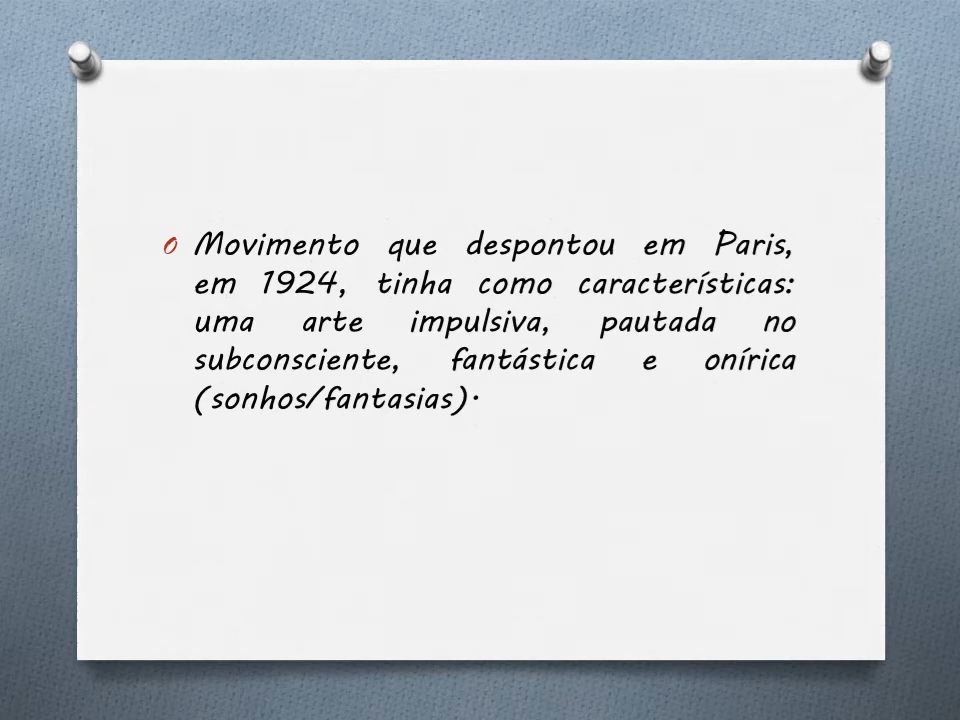 Movimento que despontou em Paris,
em 1924, tinha como características:
uma arte impulsiva, pautada no
subconsciente, fantástica e onírica
(sonhos/fantasias).